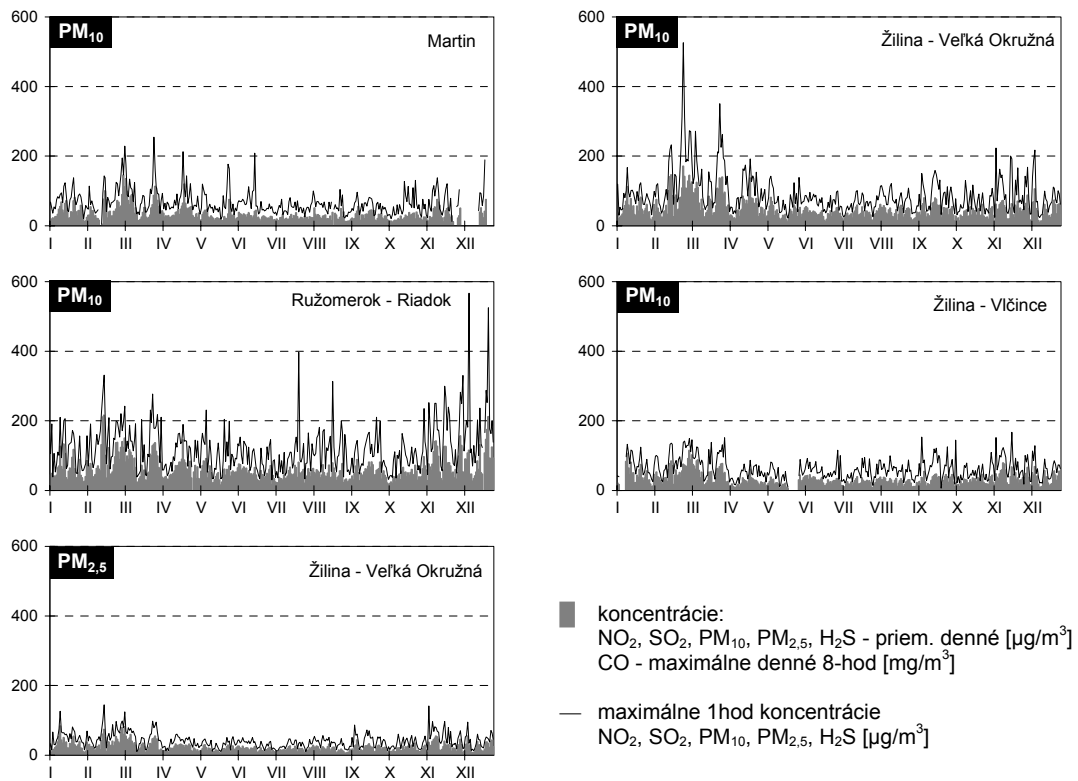 PM10
Martin
600
400
200
0
I II III IV V VI VII VIII IX X XI XII
PM10
Žilina - Veľká Okružná
600
400
200
0
I II III IV V VI VII VIII IX X XI XII
PM10
Ružomerok - Riadok
600
400
200
0
I II III IV V VI VII VIII IX X XI XII
PM10
Žilina - Vlčince
600
400
200
0
I II III IV V VI VII VIII IX X XI XII
PM2,5
Žilina - Veľká Okružná
600
400
200
0
I II III IV V VI VII VIII IX X XI XII
koncentrácie:
NO2, SO2, PM10, PM2,5, H2S - priem. denné [µg/m3]
CO - maximálne denné 8-hod [mg/m3]
maximálne 1hod koncentrácie
NO2, SO2, PM10, PM2,5, H2S [µg/m3]